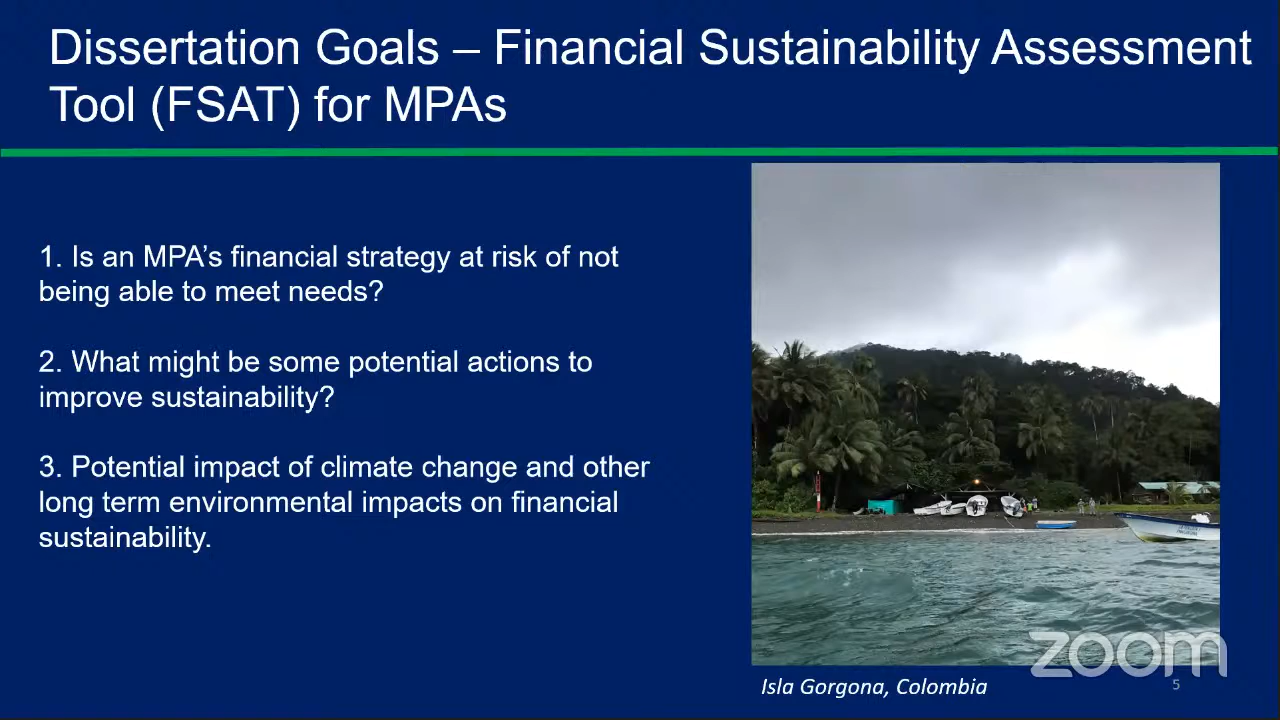 Dissertation Goals – Financial Sustainability Assessment
Tool (FSAT) for MPAs
1. Is an MPA’s financial strategy at risk of not
being able to meet needs?
2. What might be some potential actions to
improve sustainability?
3. Potential impact of climate change and other
long term environmental impacts on financial
sustainability.
zoom
Isla Gorgona, Colombia
5